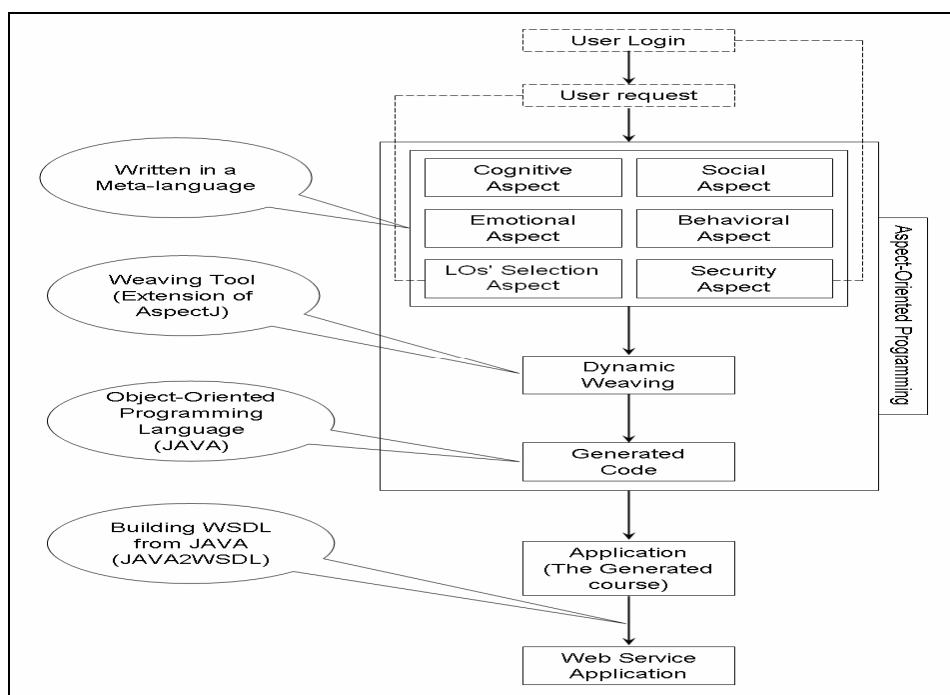 User Login
User request
Written in a
Meta-language
Cognitive
Aspect
Social
Aspect
Emotional
Aspect
Behavioral
Aspect
LOs' Selection
Aspect
Security
Aspect
Aspect-Oriented Programming
Weaving Tool
(Extension of
AspectJ)
Dynamic
Weaving
Object-Oriented
Programming
Language
(JAVA)
Generated
Code
Building WSDL
from JAVA
(JAVA2WSDL)
Application
(The Generated
course)
Web Service
Application